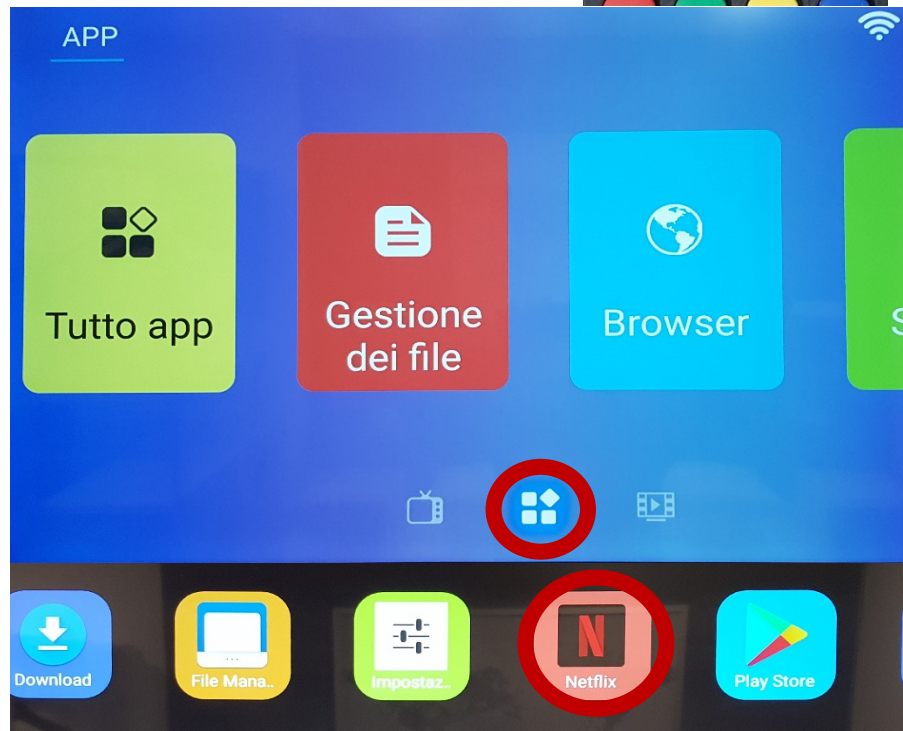 APP
Tutto app
Gestione
dei file
Browser
S
Download
File Mana..
Impostaz..
N
Netflix
Play Store